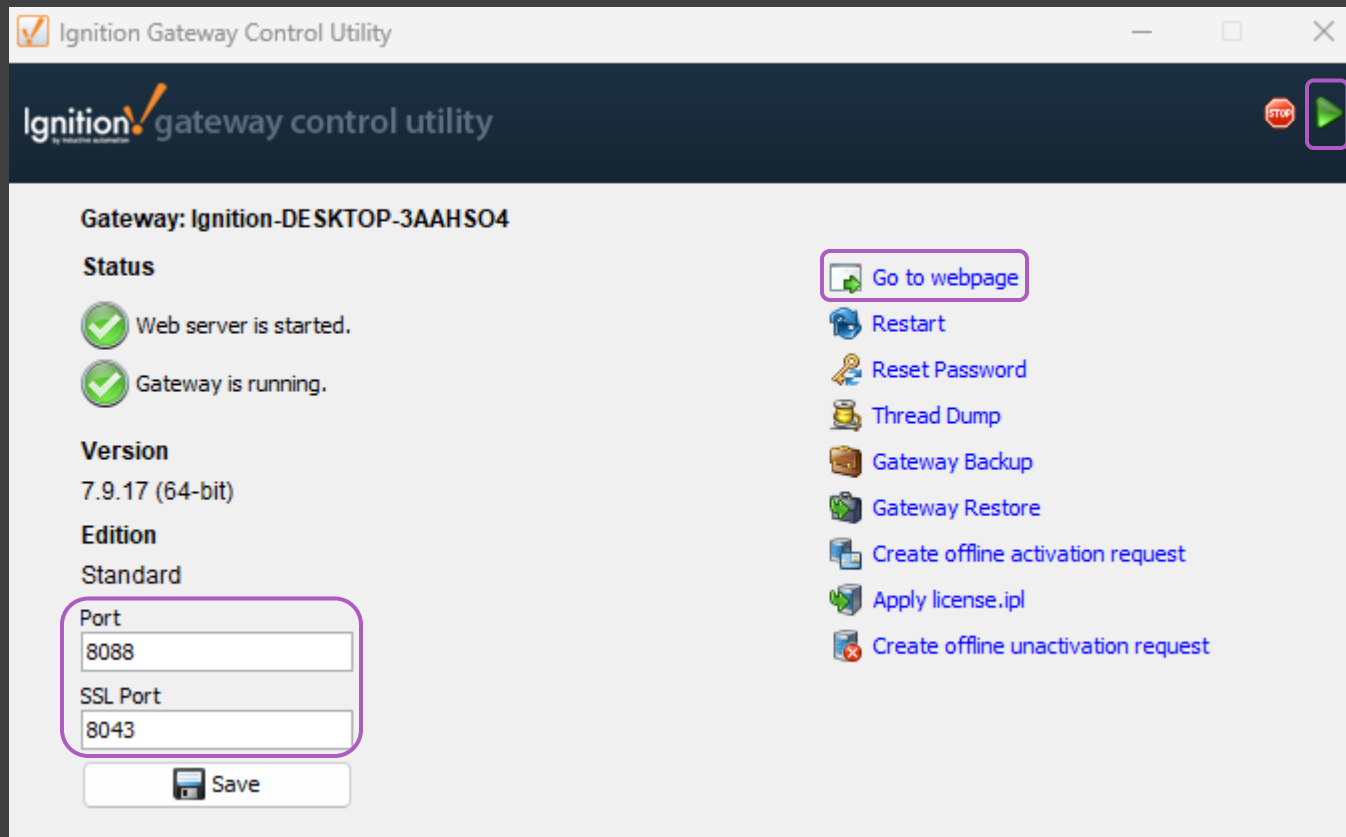 Ignition Gateway Control Utility
Ignition! gateway control utility
by inductive automation
STOP
Gateway: Ignition-DESKTOP-3AAHSO4
Status
Web server is started.
Gateway is running.
Version
7.9.17 (64-bit)
Edition
Standard
Port
8088
SSL Port
8043
Save
Go to webpage
Restart
Reset Password
Thread Dump
Gateway Backup
Gateway Restore
Create offline activation request
Apply license.ipl
Create offline unactivation request